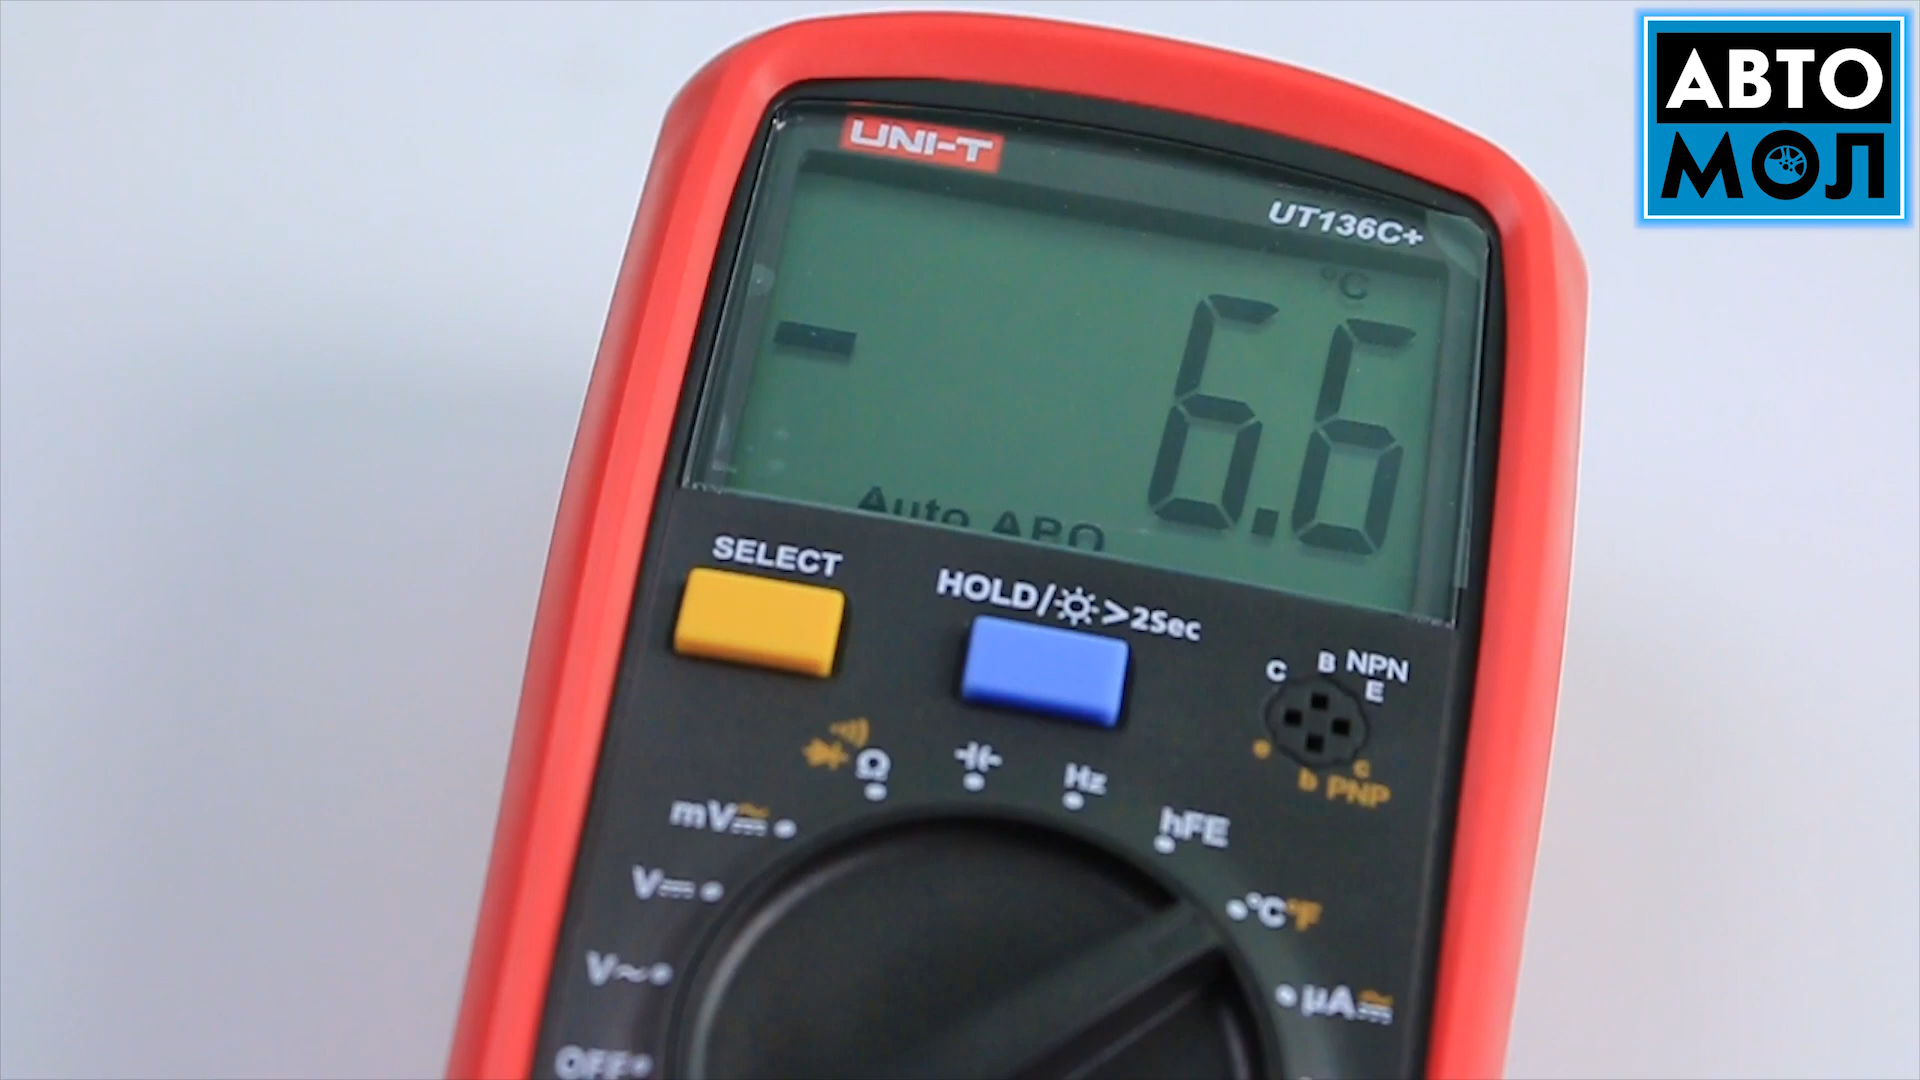 АВТО
МОЛ
UNI-T
UT136C+
°C
- 6.6
Auto APO
SELECT
HOLD/ >2Sec
C B NPN
E
e
b PNP c
Ω
Hz
mV
hFE
V
°C°F
V~
μA
OFF